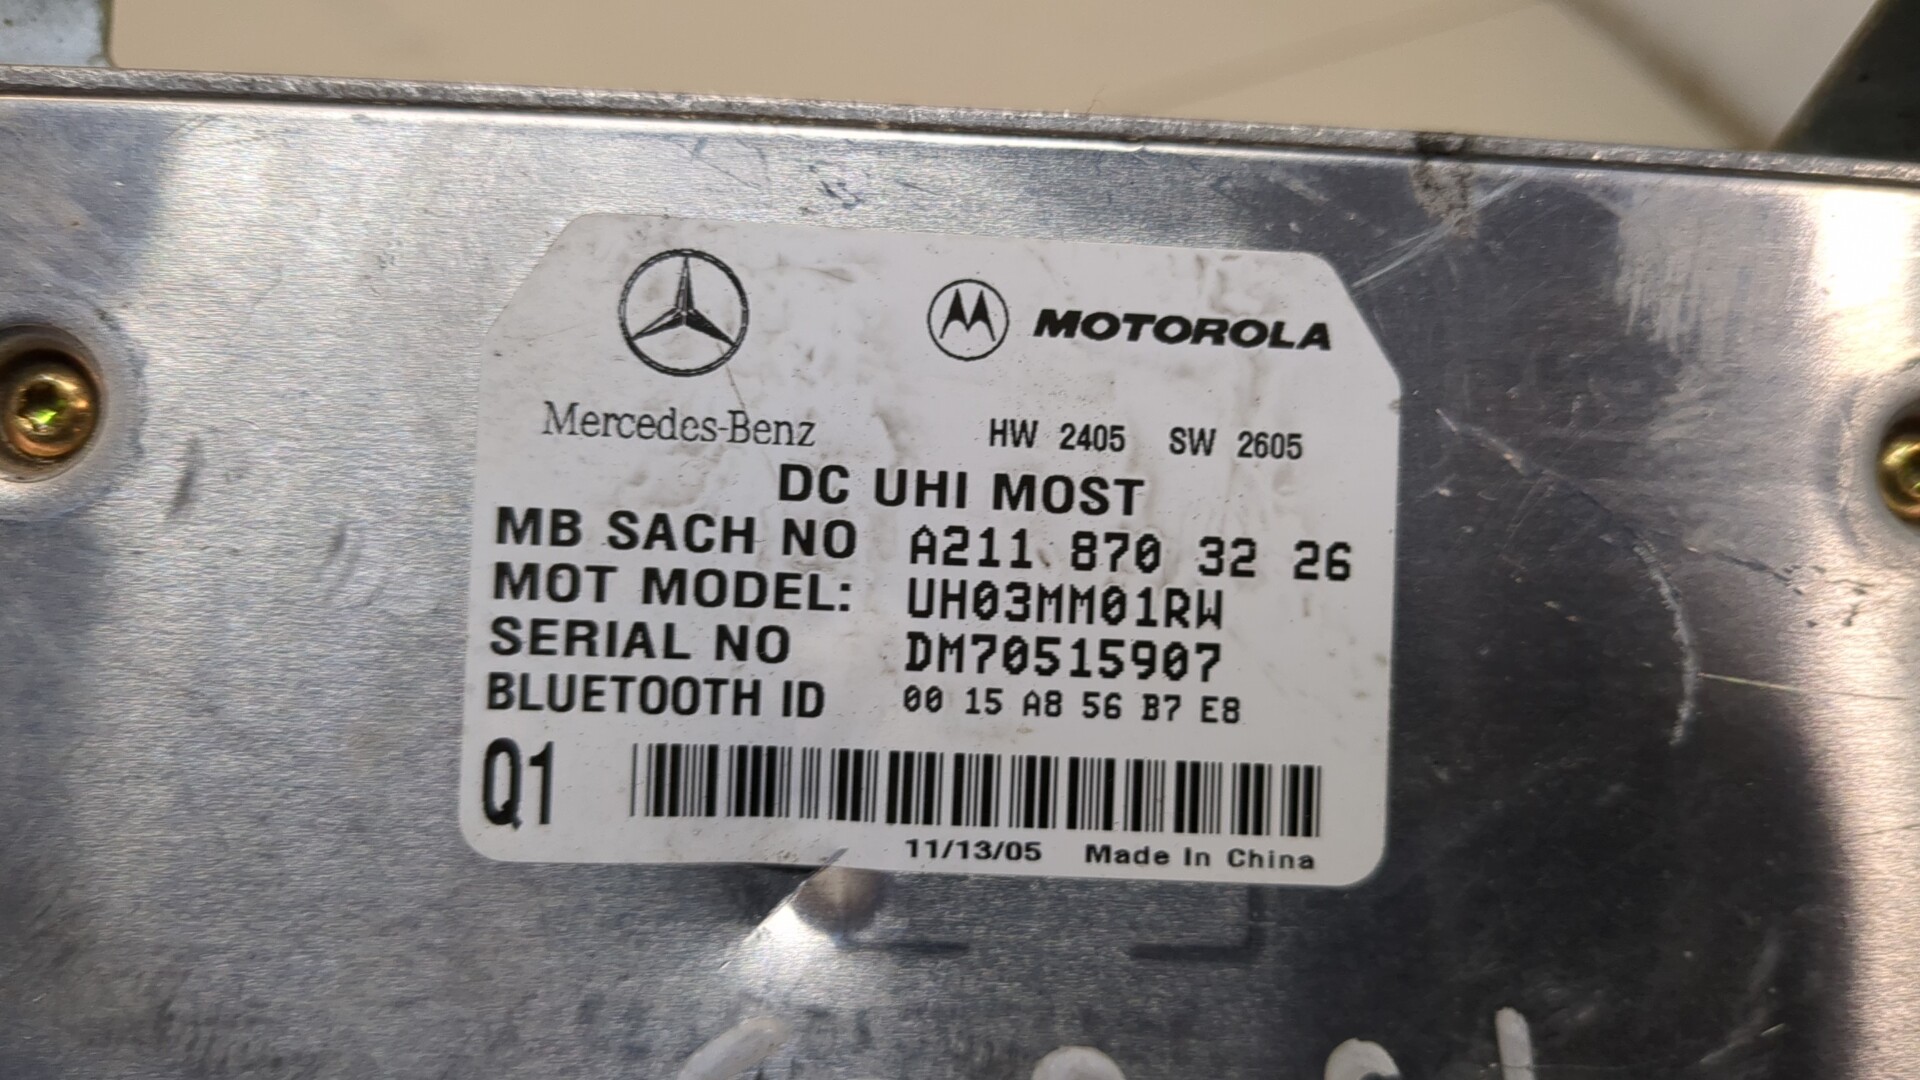 MOTOROLA
Mercedes-Benz
HW 2405 SW 2605
DC UHI MOST
MB SACH NO A211 870 32 26
MOT MODEL: UH03MM01RW
SERIAL NO DM70515907
BLUETOOTH ID 00 15 A8 56 B7 E8
Q1
11/13/05 Made In China